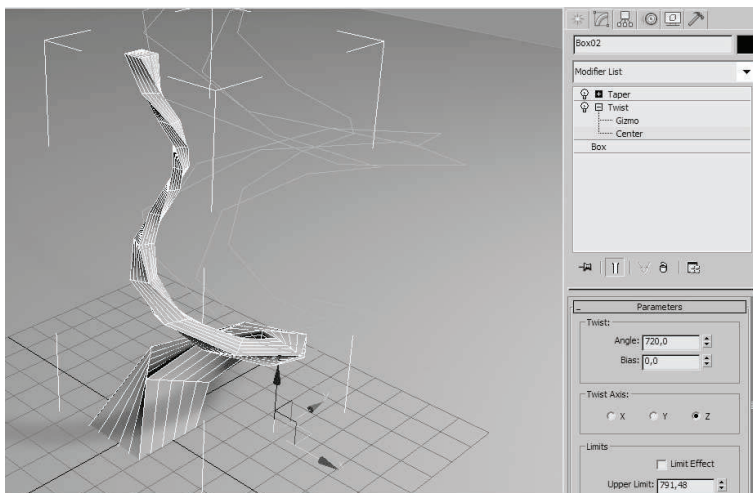 Box02
Modifier List
Taper
Twist
Gizmo
Center
Box
Parameters
Twist:
Angle: 720,0
Bias: 0,0
Twist Axis:
X Y Z
Limits
Limit Effect
Upper Limit: 791,48